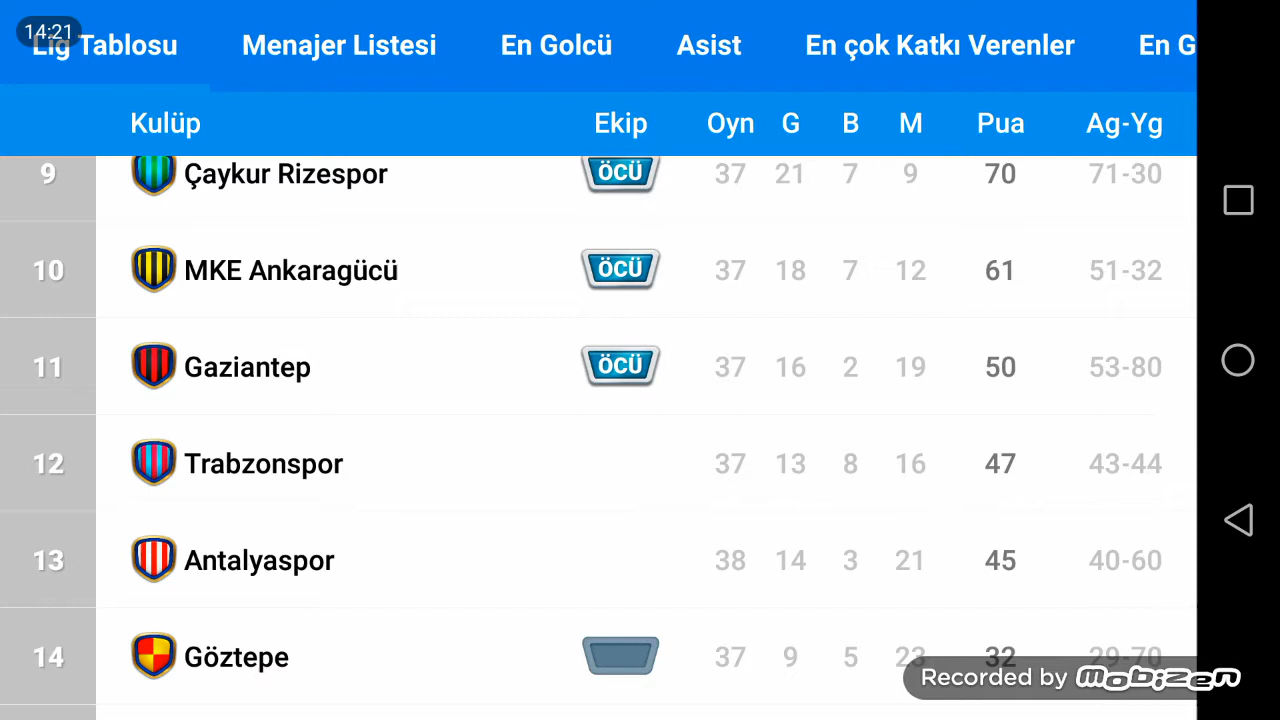 14:21
Lig Tablosu Menajer Listesi En Golcü Asist En çok Katkı Verenler En G
Kulüp Ekip Oyn G B M Pua Ag-Yg
9 Çaykur Rizespor ÖCÜ 37 21 7 9 70 71-30
10 MKE Ankaragücü ÖCÜ 37 18 7 12 61 51-32
11 Gaziantep ÖCÜ 37 16 2 19 50 53-80
12 Trabzonspor 37 13 8 16 47 43-44
13 Antalyaspor 38 14 3 21 45 40-60
14 Göztepe 37 9 5 23 32 29-70
Recorded by mobizen